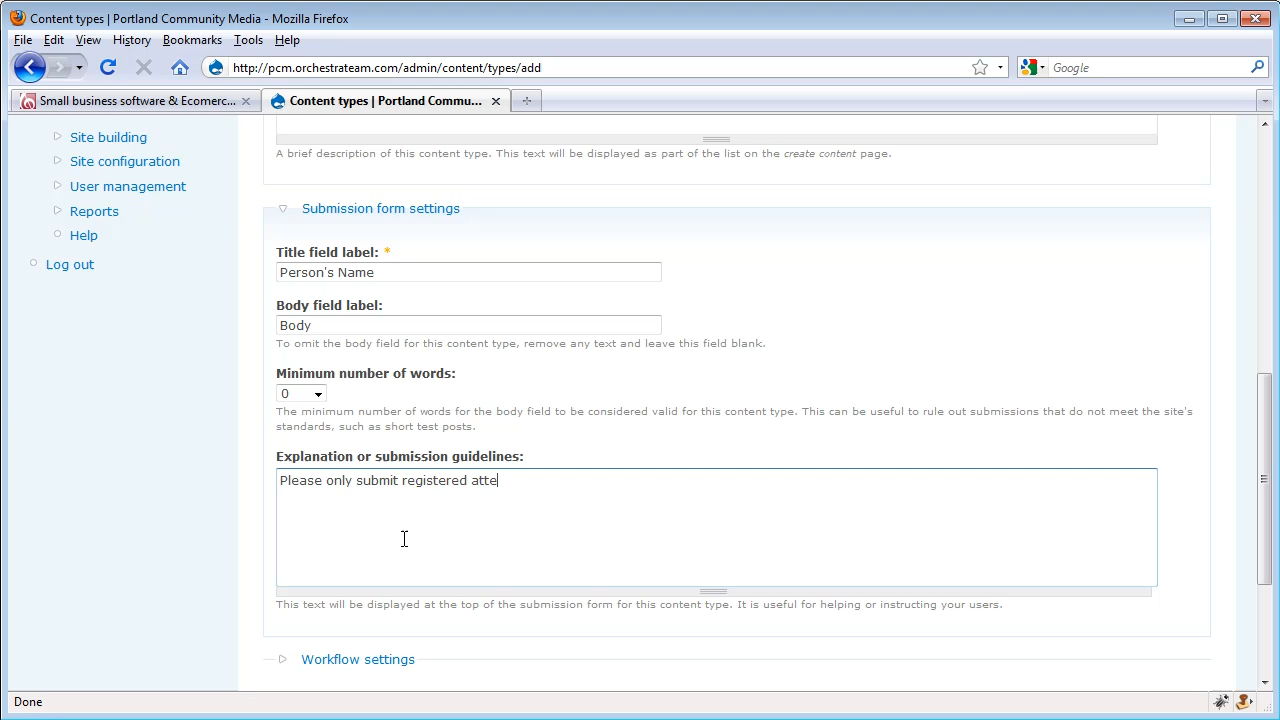 Content types | Portland Community Media - Mozilla Firefox
File Edit View History Bookmarks Tools Help
http://pcm.orchestrateam.com/admin/content/types/add
Google
Small business software & Ecomerc...
Content types | Portland Commu...
Site building
Site configuration
User management
Reports
Help
Log out
A brief description of this content type. This text will be displayed as part of the list on the create content page.
Submission form settings
Title field label: *
Person's Name
Body field label:
Body
To omit the body field for this content type, remove any text and leave this field blank.
Minimum number of words:
0
The minimum number of words for the body field to be considered valid for this content type. This can be useful to rule out submissions that do not meet the site's
standards, such as short test posts.
Explanation or submission guidelines:
Please only submit registered atte
This text will be displayed at the top of the submission form for this content type. It is useful for helping or instructing your users.
Workflow settings
Done